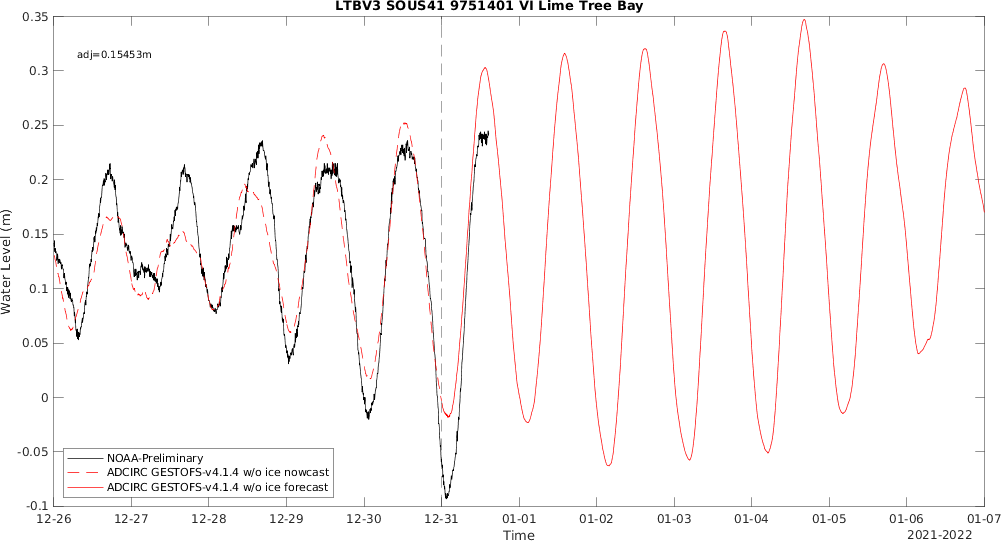 LTBV3 SOUS41 9751401 VI Lime Tree Bay
adj=0.15453m
0.35
0.3
0.25
0.2
0.15
0.1
0.05
0
-0.05
-0.1
Water Level (m)
NOAA-Preliminary
ADCIRC GESTOFS-v4.1.4 w/o ice nowcast
ADCIRC GESTOFS-v4.1.4 w/o ice forecast
12-26 12-27 12-28 12-29 12-30 12-31 01-01 01-02 01-03 01-04 01-05 01-06 01-07
Time
2021-2022